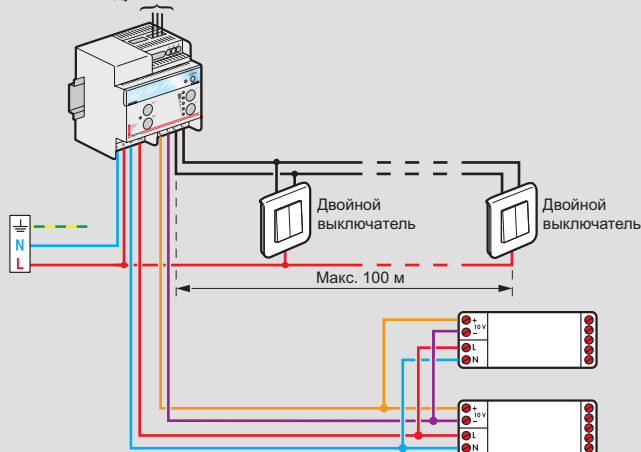 Двойной
выключатель
Двойной
выключатель
N
L
Макс. 100 м
+
10 V
−
L
N
+
10 V
−
L
N